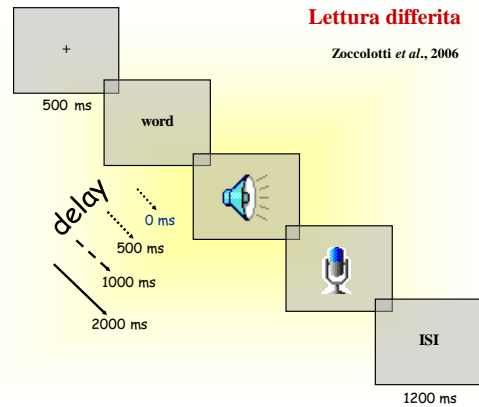 Lettura differita
Zoccolotti et al., 2006
+
500 ms
word
delay
0 ms
500 ms
1000 ms
2000 ms
ISI
1200 ms